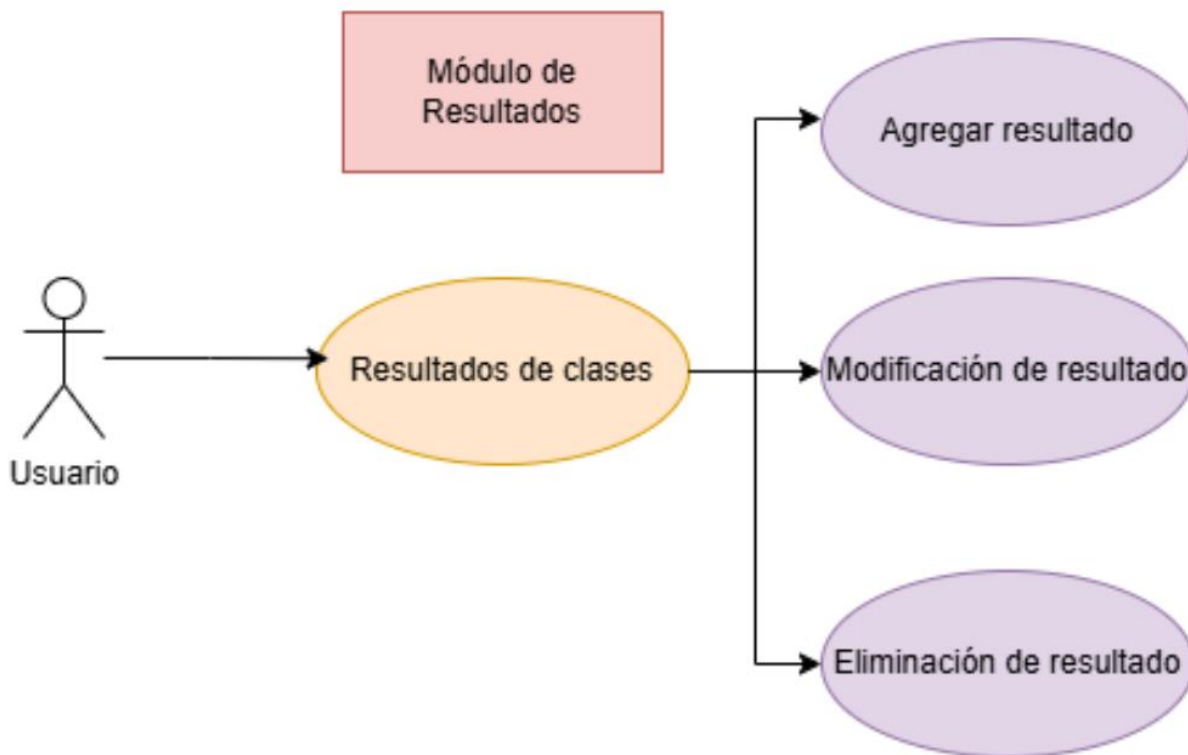 Módulo de
Resultados
Agregar resultado
Resultados de clases
Modificación de resultado
Usuario
Eliminación de resultado